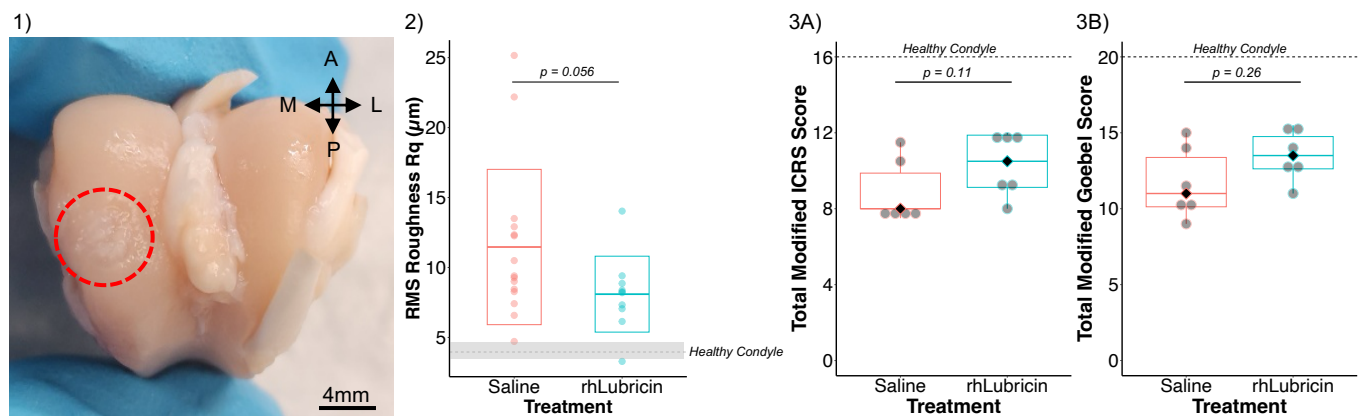 1)
A
M
L
P
4mm
2)
RMS Roughness Rq (µm)
25
20
15
10
5
p = 0.056
Healthy Condyle
Saline
rhLubricin
Treatment
3A)
Total Modified ICRS Score
16
12
8
4
0
Healthy Condyle
p = 0.11
Saline
rhLubricin
Treatment
3B)
Total Modified Goebel Score
20
15
10
5
0
Healthy Condyle
p = 0.26
Saline
rhLubricin
Treatment